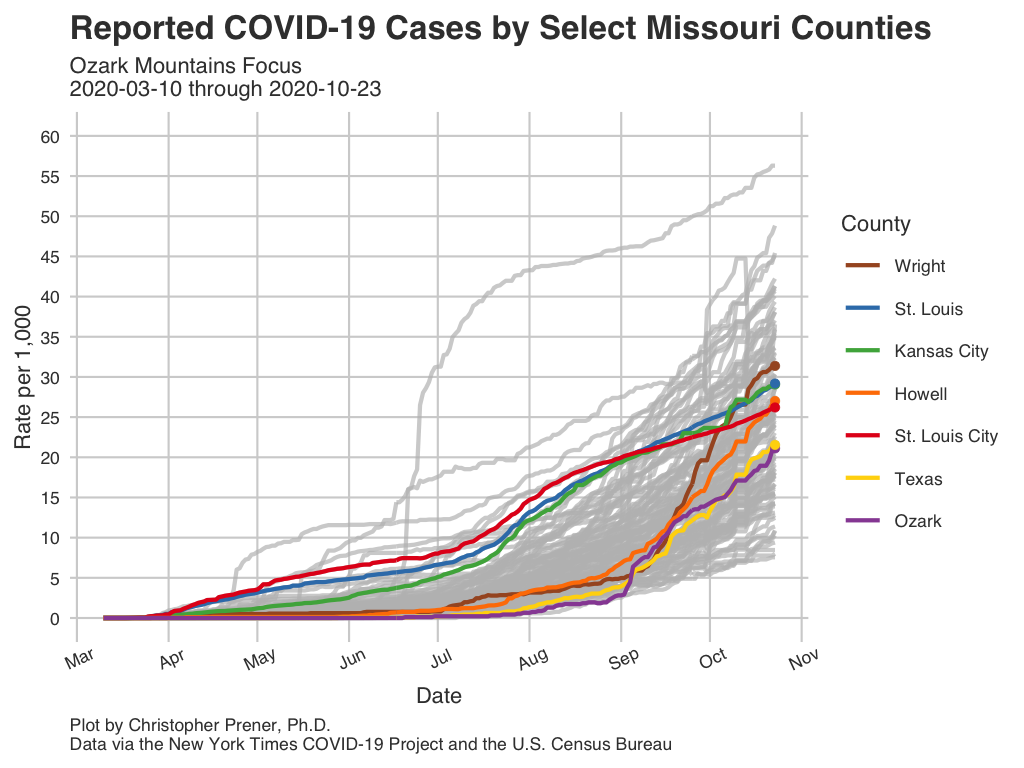 Reported COVID-19 Cases by Select Missouri Counties
Ozark Mountains Focus
2020-03-10 through 2020-10-23
60
55
50
45
40
35
30
25
20
15
10
5
0
Rate per 1,000
Mar
Apr
May
Jun
Jul
Aug
Sep
Oct
Nov
Date
County
Wright
St. Louis
Kansas City
Howell
St. Louis City
Texas
Ozark
Plot by Christopher Prener, Ph.D.
Data via the New York Times COVID-19 Project and the U.S. Census Bureau